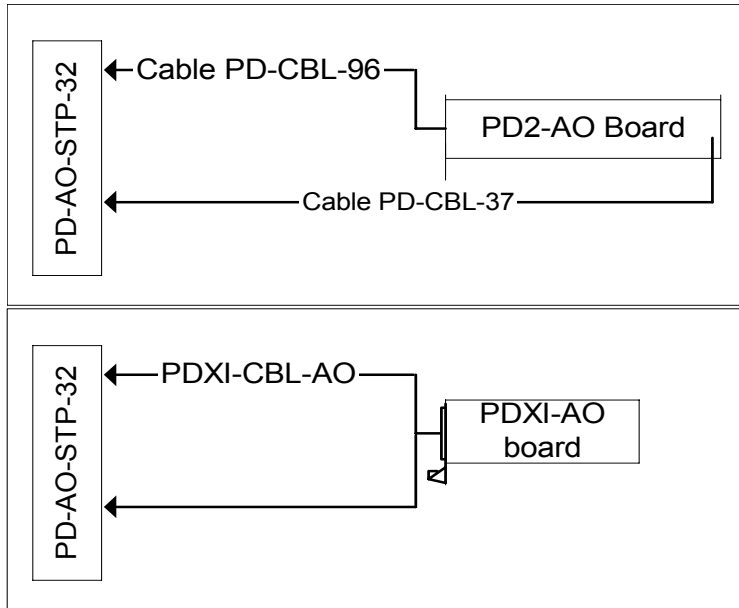 PD-AO-STP-32
Cable PD-CBL-96
PD2-AO Board
Cable PD-CBL-37
PD-AO-STP-32
PDXI-CBL-AO
PDXI-AO
board